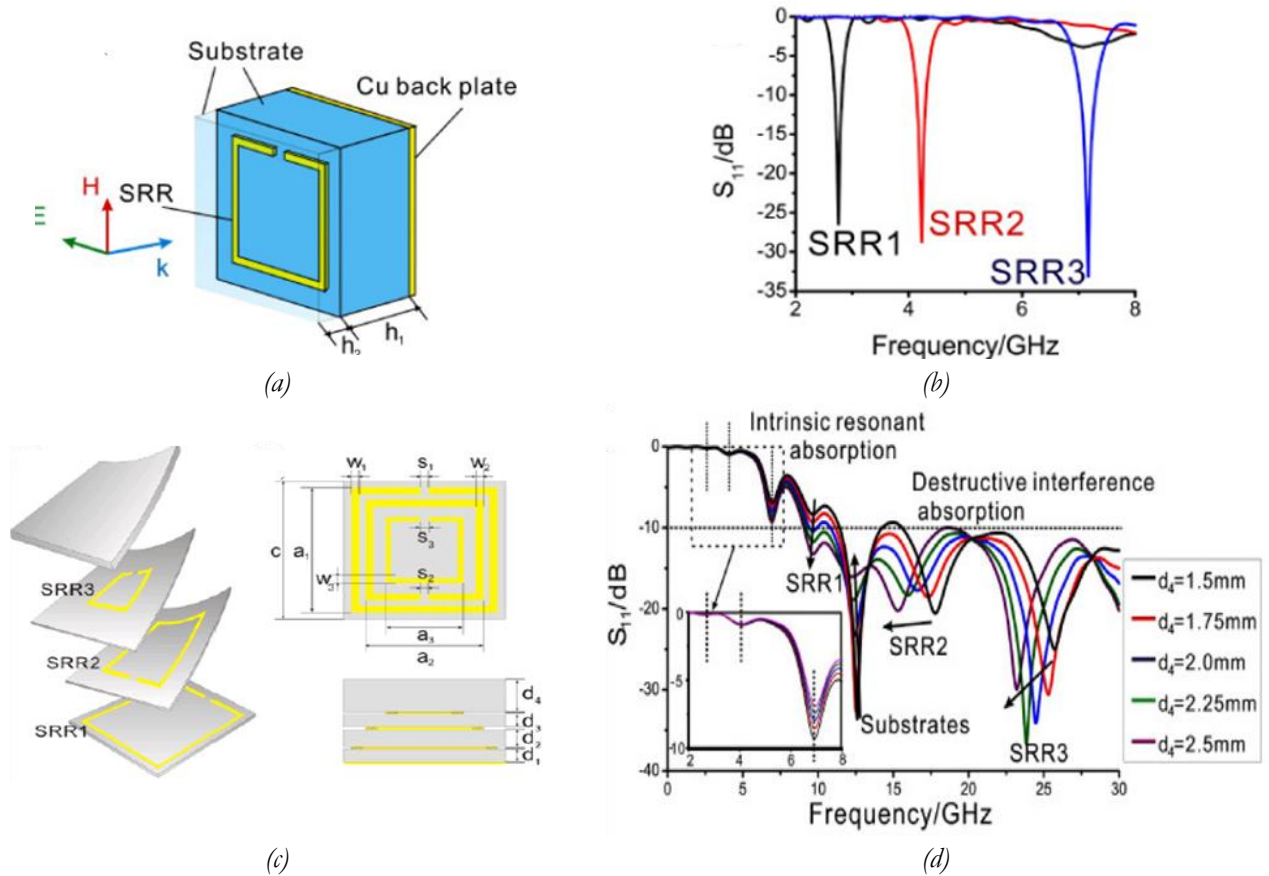 Substrate
Cu back plate
SRR
H
E
k
h₂
h₁
(a)
0
-5
-10
-15
-20
-25
-30
-35
S₁₁/dB
SRR1
SRR2
SRR3
2
4
6
8
Frequency/GHz
(b)
SRR3
SRR2
SRR1
w₁
s₁
w₂
c
a₁
s₃
w₃
s₂
a₃
a₂
d₄
d₃
d₂
d₁
(c)
Intrinsic resonant
absorption
Destructive interference
absorption
0
-10
-20
-30
-40
S₁₁/dB
SRR1
SRR2
Substrates
SRR3
0
-5
-10
2
4
6
8
d₄=1.5mm
d₄=1.75mm
d₄=2.0mm
d₄=2.25mm
d₄=2.5mm
0
5
10
15
20
25
30
Frequency/GHz
(d)